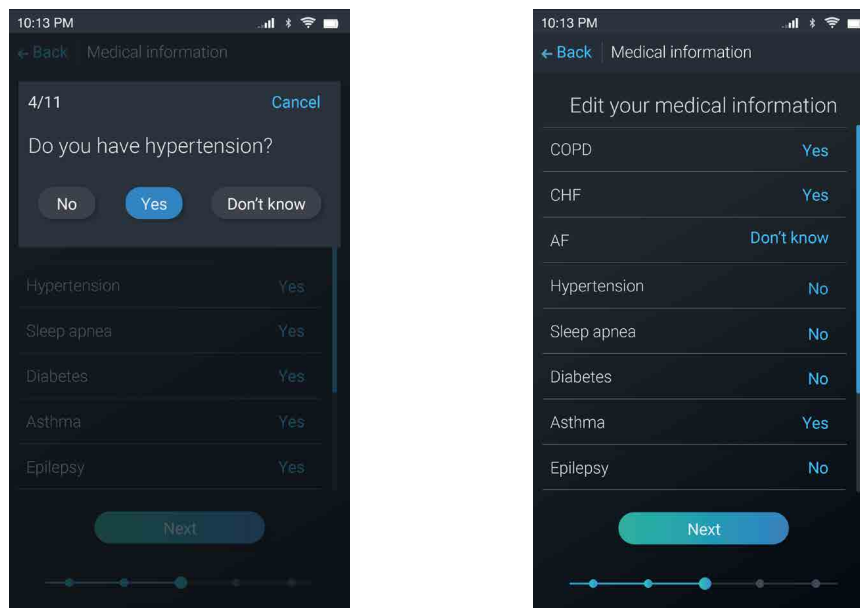 10:13 PM
← Back Medical information
4/11 Cancel
Do you have hypertension?
No Yes Don't know
Hypertension Yes
Sleep apnea Yes
Diabetes Yes
Asthma Yes
Epilepsy Yes
Next
10:13 PM
← Back Medical information
Edit your medical information
COPD Yes
CHF Yes
AF Don't know
Hypertension No
Sleep apnea No
Diabetes No
Asthma Yes
Epilepsy No
Next